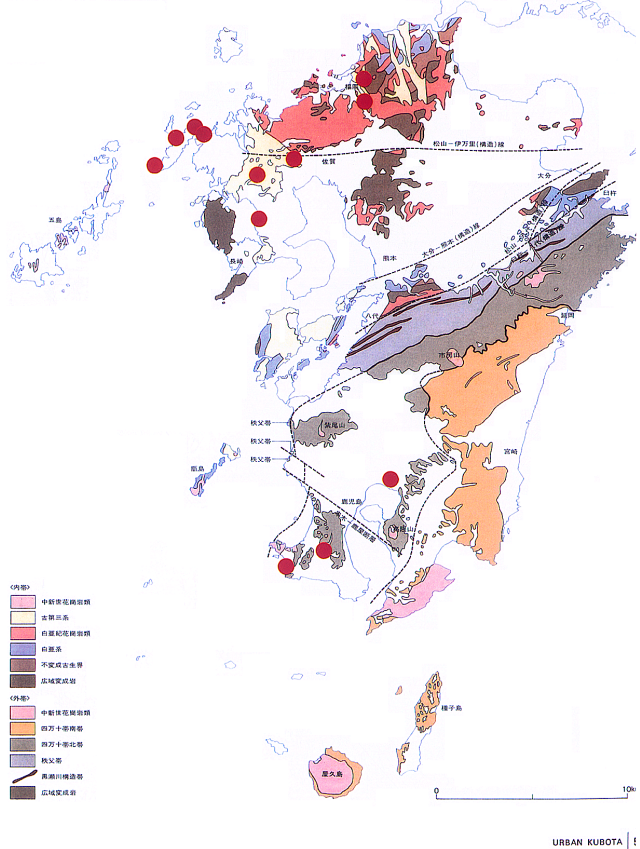 福岡
松山―伊万里(構造)線
佐賀
大分
臼杵
五島
長崎
熊本
大分―熊本(構造)線
八代
延岡
市房山
秩父帯
秩父帯
秩父帯
紫尾山
甑島
宮崎
鹿児島
高隈山
〈内帯〉
中新世花崗岩類
古第三系
白亜紀花崗岩類
白亜系
不変成古生界
広域変成岩
〈外帯〉
中新世花崗岩類
四万十帯南帯
四万十帯北帯
秩父帯
黒瀬川構造帯
広域変成岩
種子島
屋久島
0
URBAN KUBOTA